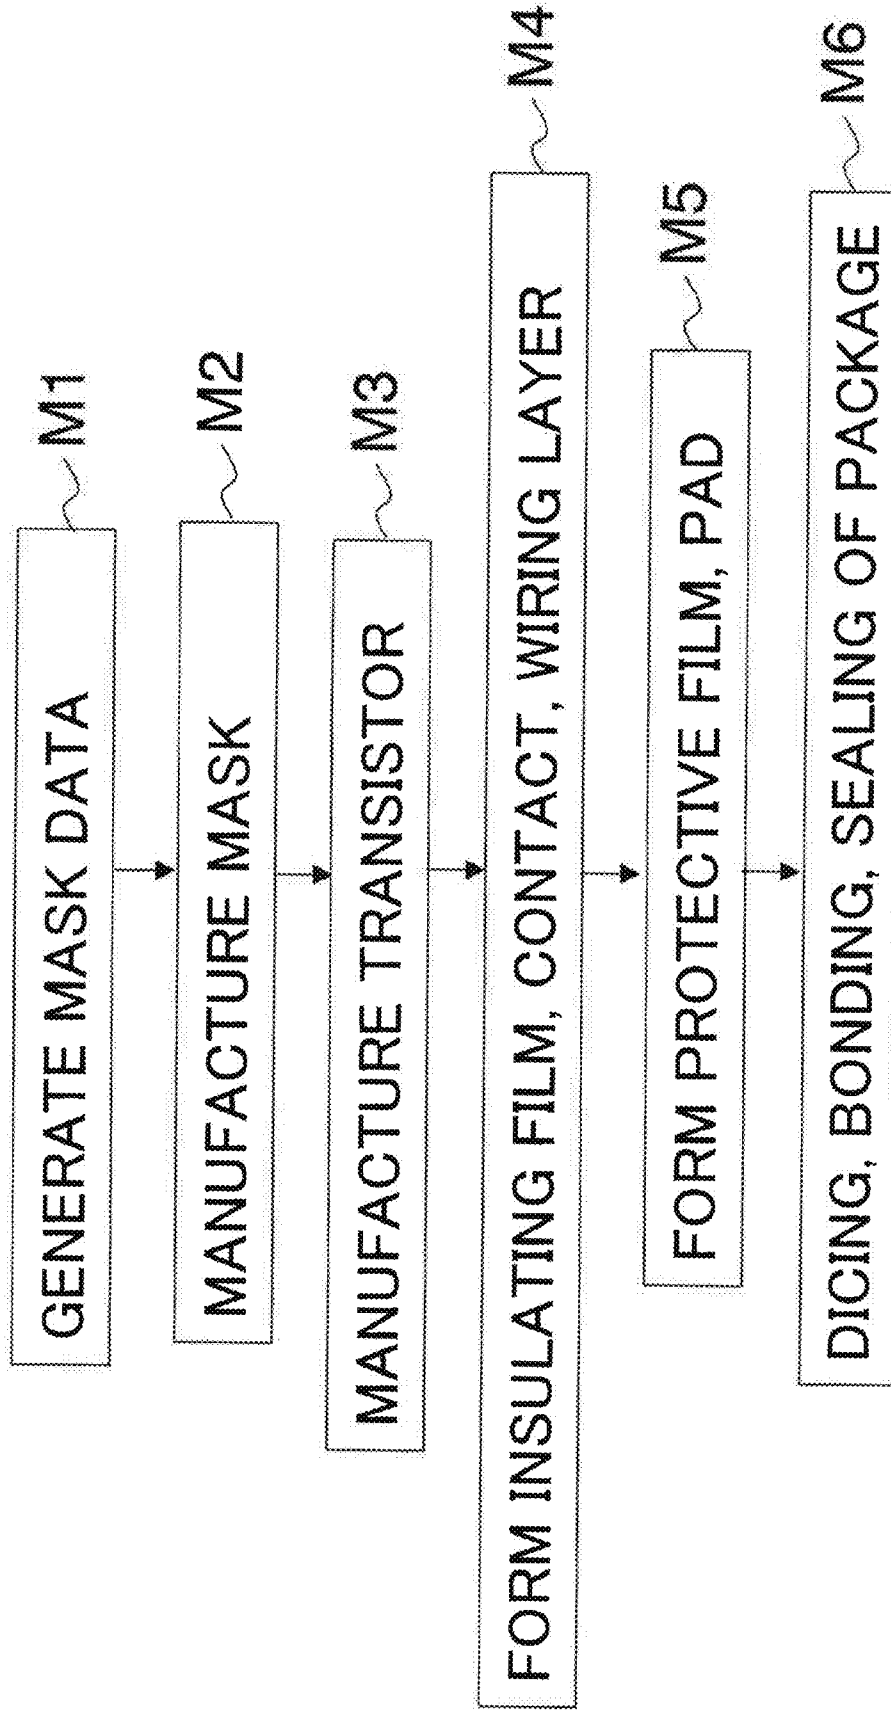 GENERATE MASK DATA M1
MANUFACTURE MASK M2
MANUFACTURE TRANSISTOR M3
FORM INSULATING FILM, CONTACT, WIRING LAYER M4
FORM PROTECTIVE FILM, PAD M5
DICING, BONDING, SEALING OF PACKAGE M6